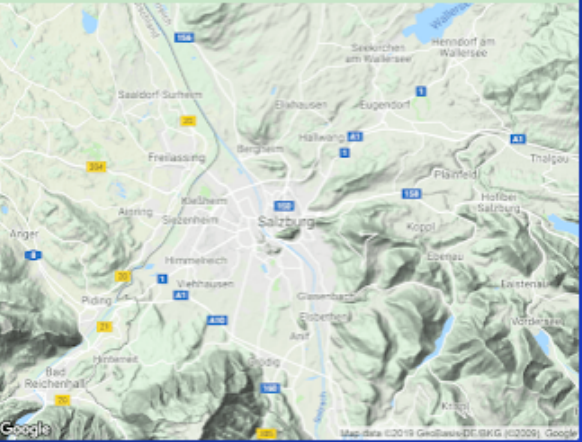 Wallersee
156
Seekirchen
am Wallersee
Henndorf am
Wallersee
1
Saaldorf-Surheim
Elixhausen
Eugendorf
20
Hallwang
A1
1
A1
Bergheim
Freilassing
Thalgau
304
Plainfeld
158
Kleßheim
Hof bei
Salzburg
Ainring
150
Siezenheim
Salzburg
Koppl
Anger
8
Himmelreich
Ebenau
20
1
Viehhausen
Faistenau
Piding
A1
Glasenbach
21
A10
Elsbethen
Vordersee
Anif
Hinterreit
Grödig
Bad
Reichenhall
160
20
Krispl
305
Google
Map data ©2019 GeoBasis-DE/BKG (©2009), Google